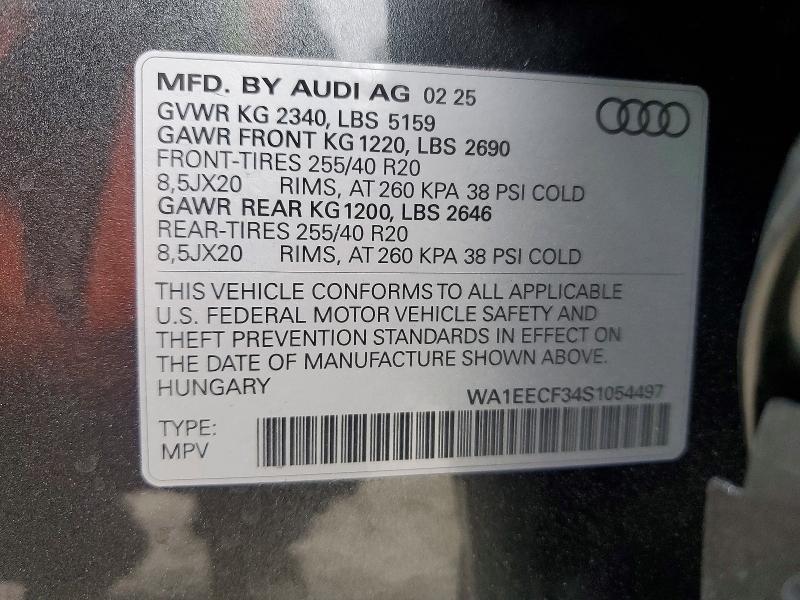 MFD. BY AUDI AG 02 25
GVWR KG 2340, LBS 5159
GAWR FRONT KG 1220, LBS 2690
FRONT-TIRES 255/40 R20
8,5JX20 RIMS, AT 260 KPA 38 PSI COLD
GAWR REAR KG 1200, LBS 2646
REAR-TIRES 255/40 R20
8,5JX20 RIMS, AT 260 KPA 38 PSI COLD
THIS VEHICLE CONFORMS TO ALL APPLICABLE
U.S. FEDERAL MOTOR VEHICLE SAFETY AND
THEFT PREVENTION STANDARDS IN EFFECT ON
THE DATE OF MANUFACTURE SHOWN ABOVE.
HUNGARY WA1EECF34S1054497
TYPE:
MPV